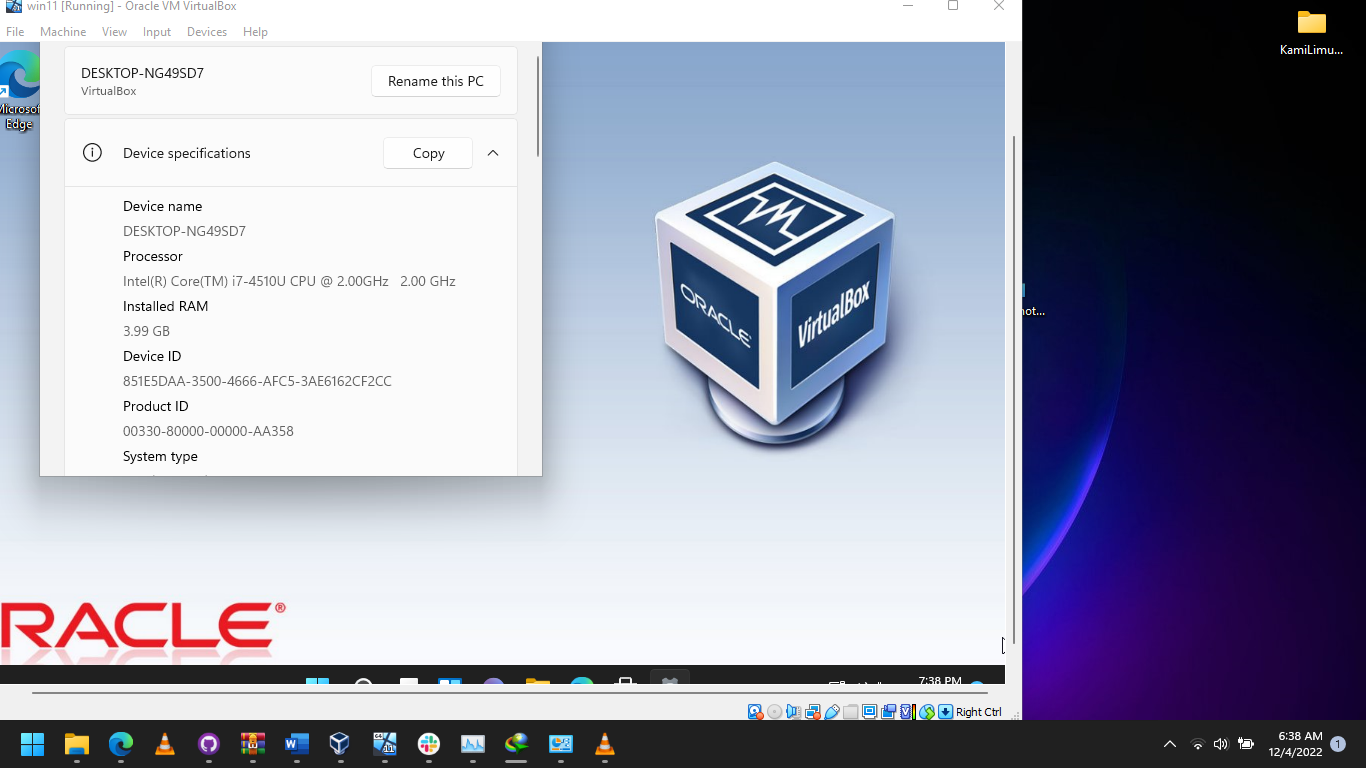 win11 [Running] - Oracle VM VirtualBox
File Machine View Input Devices Help
KamiLimu...
Microsoft
Edge
DESKTOP-NG49SD7
VirtualBox
Rename this PC
Device specifications
Copy
Device name
DESKTOP-NG49SD7
Processor
Intel(R) Core(TM) i7-4510U CPU @ 2.00GHz 2.00 GHz
Installed RAM
3.99 GB
Device ID
851E5DAA-3500-4666-AFC5-3AE6162CF2CC
Product ID
00330-80000-00000-AA358
System type
ORACLE
VirtualBox
not...
RACLE®
7:38 PM
Right Ctrl
6:38 AM
12/4/2022
1